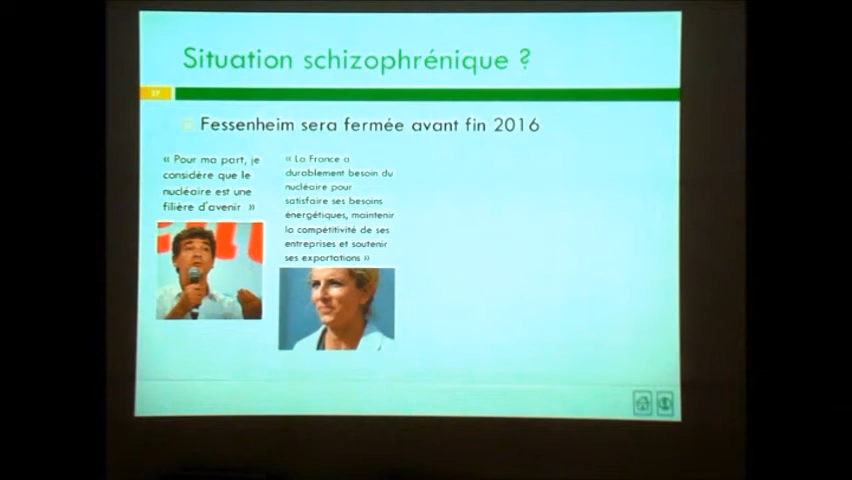 Situation schizophrénique ?
37
Fessenheim sera fermée avant fin 2016
« Pour ma part, je
considère que le
nucléaire est une
filière d'avenir »
« La France a
durablement besoin du
nucléaire pour
satisfaire ses besoins
énergétiques, maintenir
la compétitivité de ses
entreprises et soutenir
ses exportations »